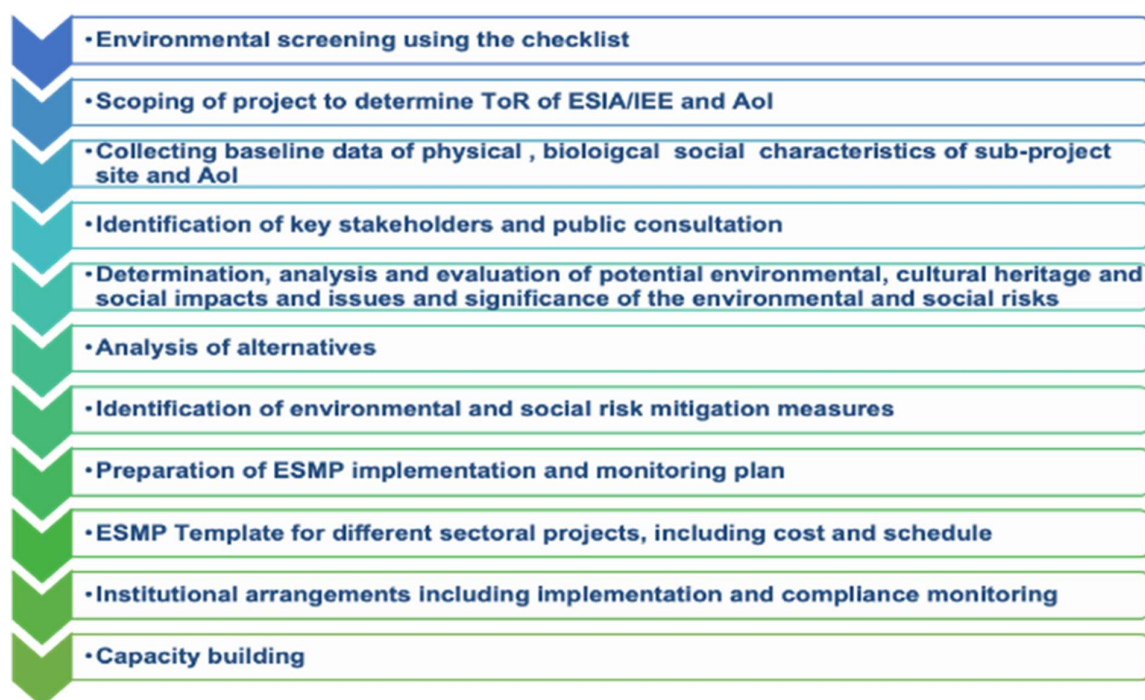 •Environmental screening using the checklist
•Scoping of project to determine ToR of ESIA/IEE and AoI
•Collecting baseline data of physical , bioloigcal social characteristics of sub-project
site and AoI
•Identification of key stakeholders and public consultation
•Determination, analysis and evaluation of potential environmental, cultural heritage and
social impacts and issues and significance of the environmental and social risks
•Analysis of alternatives
•Identification of environmental and social risk mitigation measures
•Preparation of ESMP implementation and monitoring plan
•ESMP Template for different sectoral projects, including cost and schedule
•Institutional arrangements including implementation and compliance monitoring
•Capacity building